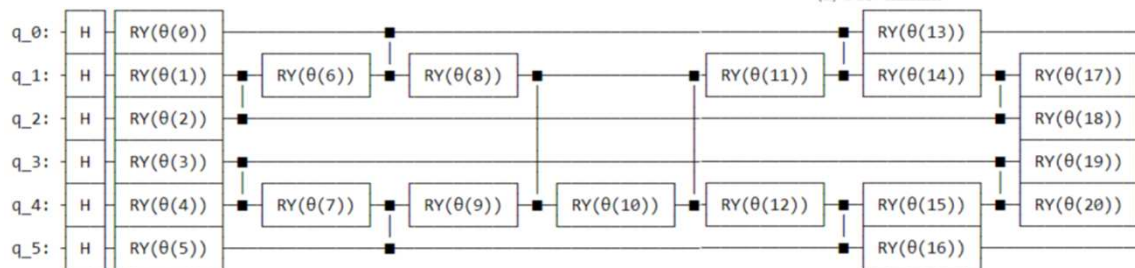 q_0: H RY(θ(0)) RY(θ(13))
q_1: H RY(θ(1)) RY(θ(6)) RY(θ(8)) RY(θ(11)) RY(θ(14)) RY(θ(17))
q_2: H RY(θ(2)) RY(θ(18))
q_3: H RY(θ(3)) RY(θ(19))
q_4: H RY(θ(4)) RY(θ(7)) RY(θ(9)) RY(θ(10)) RY(θ(12)) RY(θ(15)) RY(θ(20))
q_5: H RY(θ(5)) RY(θ(16))